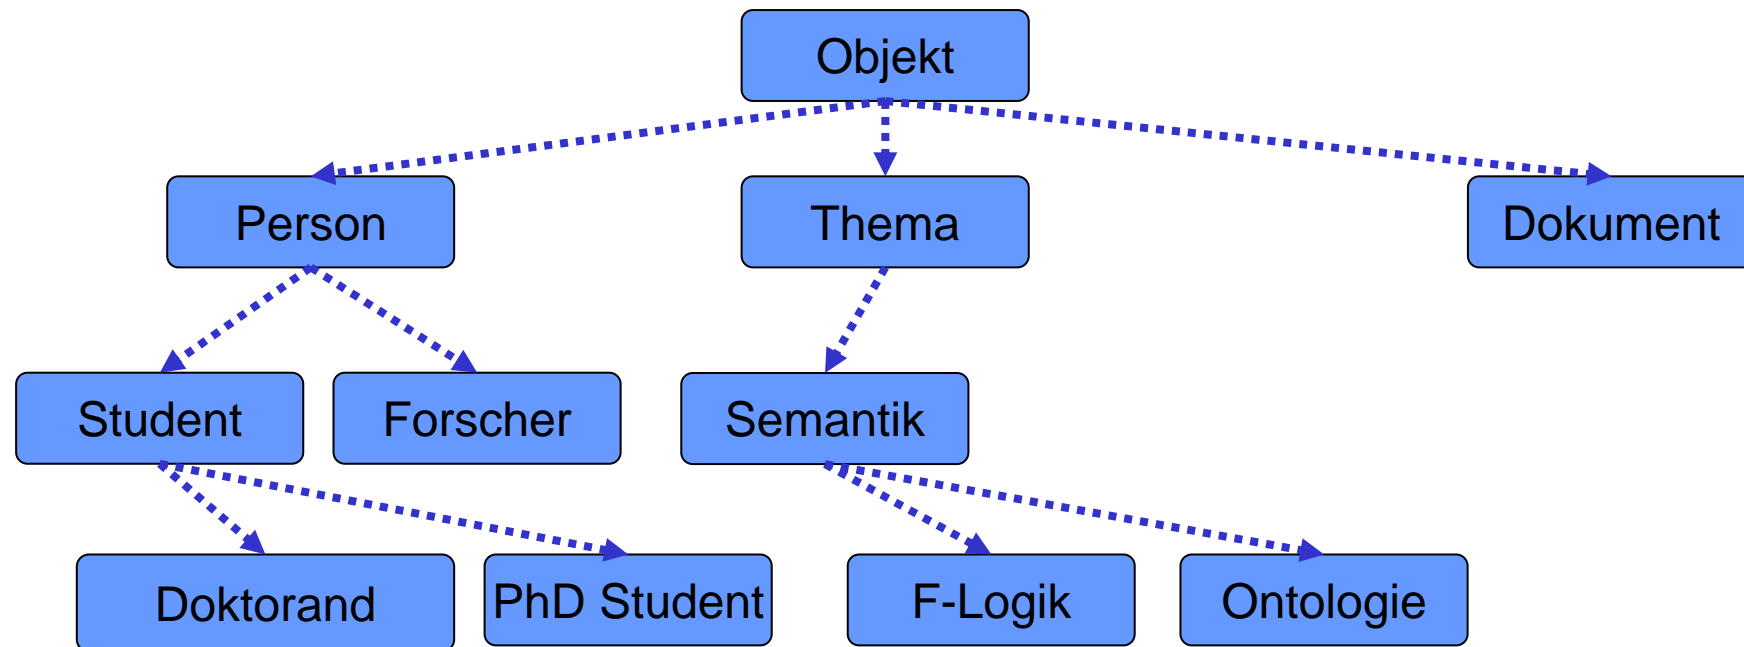 Objekt
Person
Thema
Dokument
Student
Forscher
Semantik
Doktorand
PhD Student
F-Logik
Ontologie